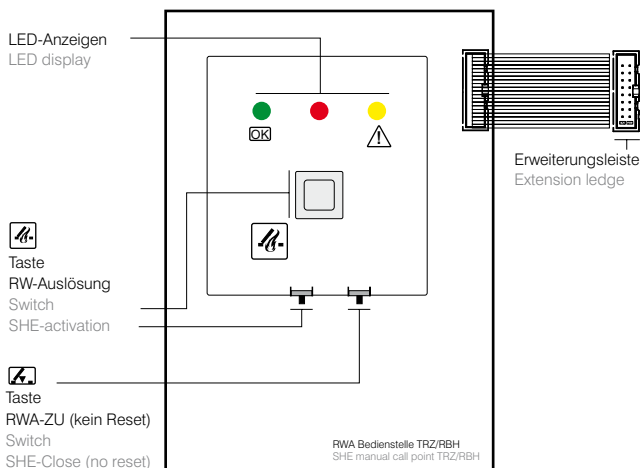 LED-Anzeigen
LED display
OK
Erweiterungsleiste
Extension ledge
Taste
RW-Auslösung
Switch
SHE-activation
Taste
RWA-ZU (kein Reset)
Switch
SHE-Close (no reset)
RWA Bedienstelle TRZ/RBH
SHE manual call point TRZ/RBH